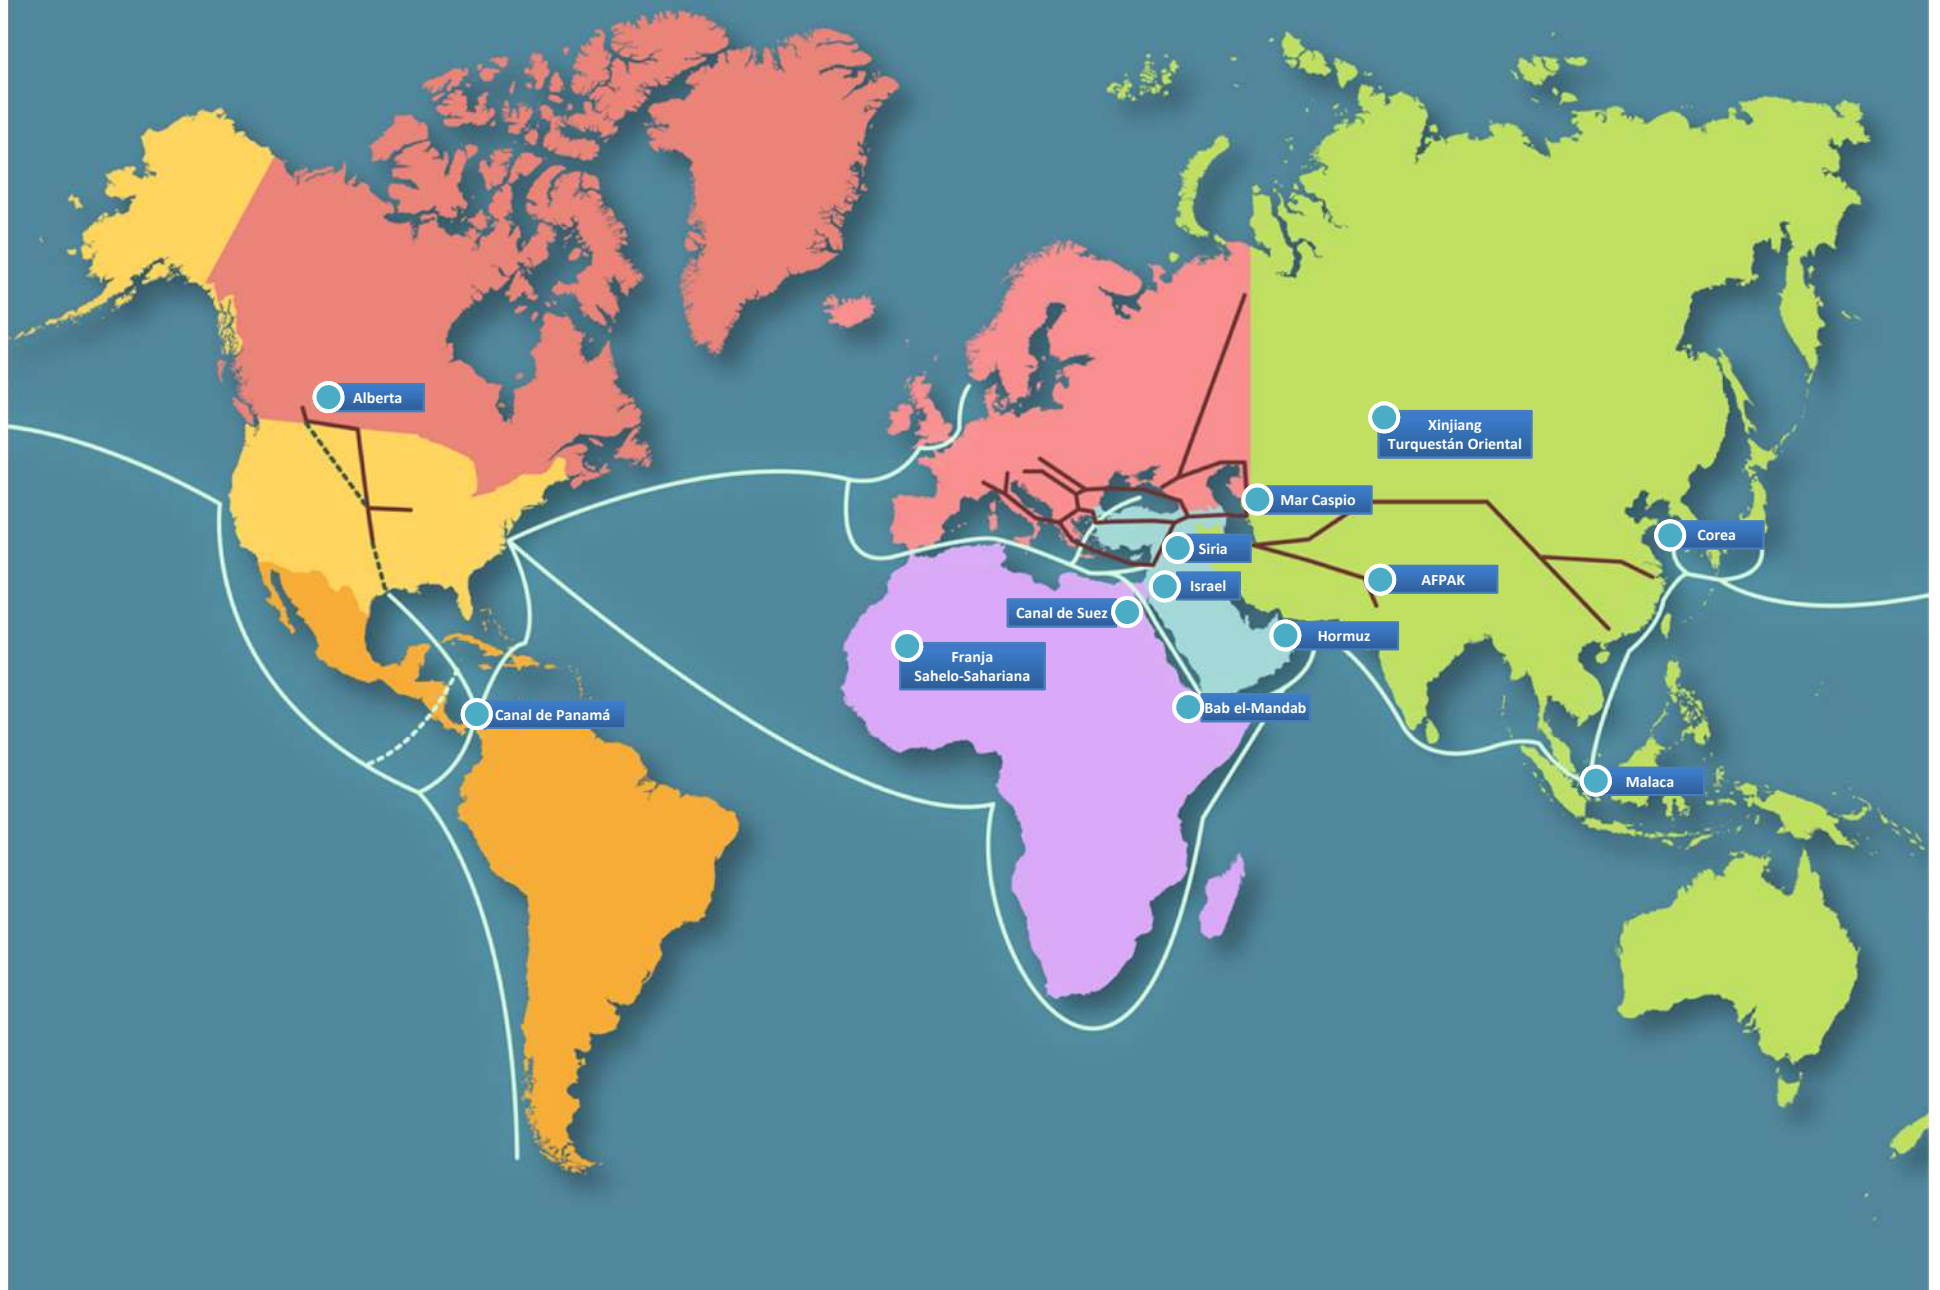 Alberta
Xinjiang
Turquestán Oriental
Mar Caspio
Corea
Siria
AFPAK
Israel
Canal de Suez
Hormuz
Franja
Sahelo-Sahariana
Bab el-Mandab
Canal de Panamá
Malaca